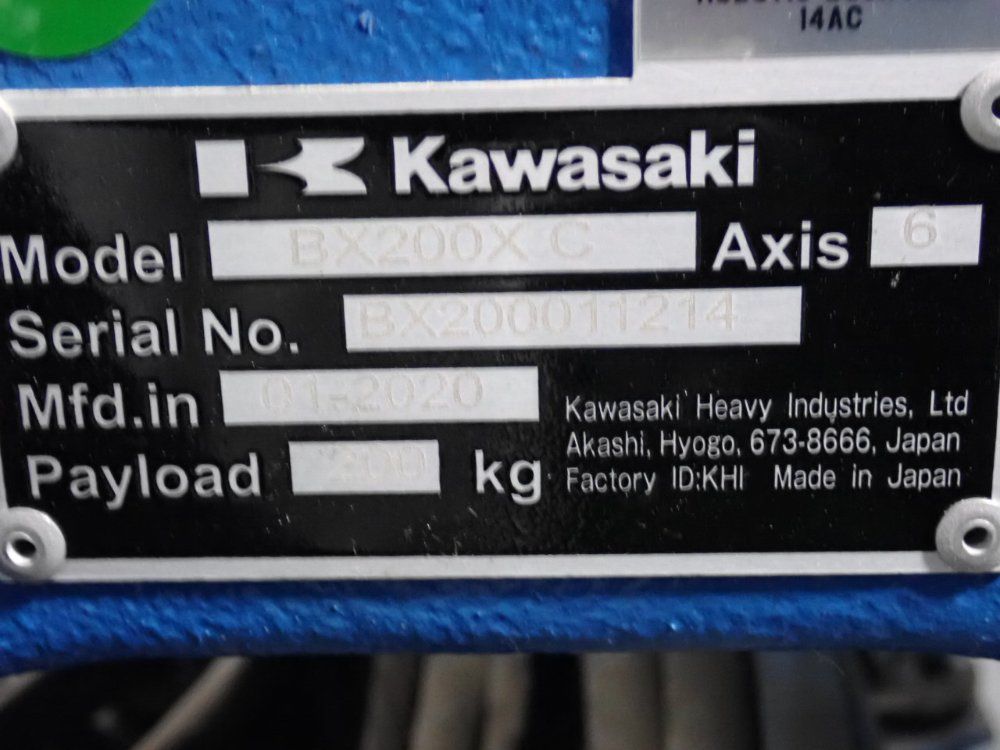 14AC
Kawasaki
Model BX200X C Axis 6
Serial No. BX200011214
Mfd.in 01-2020
Payload 200 kg
Kawasaki Heavy Industries, Ltd
Akashi, Hyogo, 673-8666, Japan
Factory ID:KHI Made in Japan